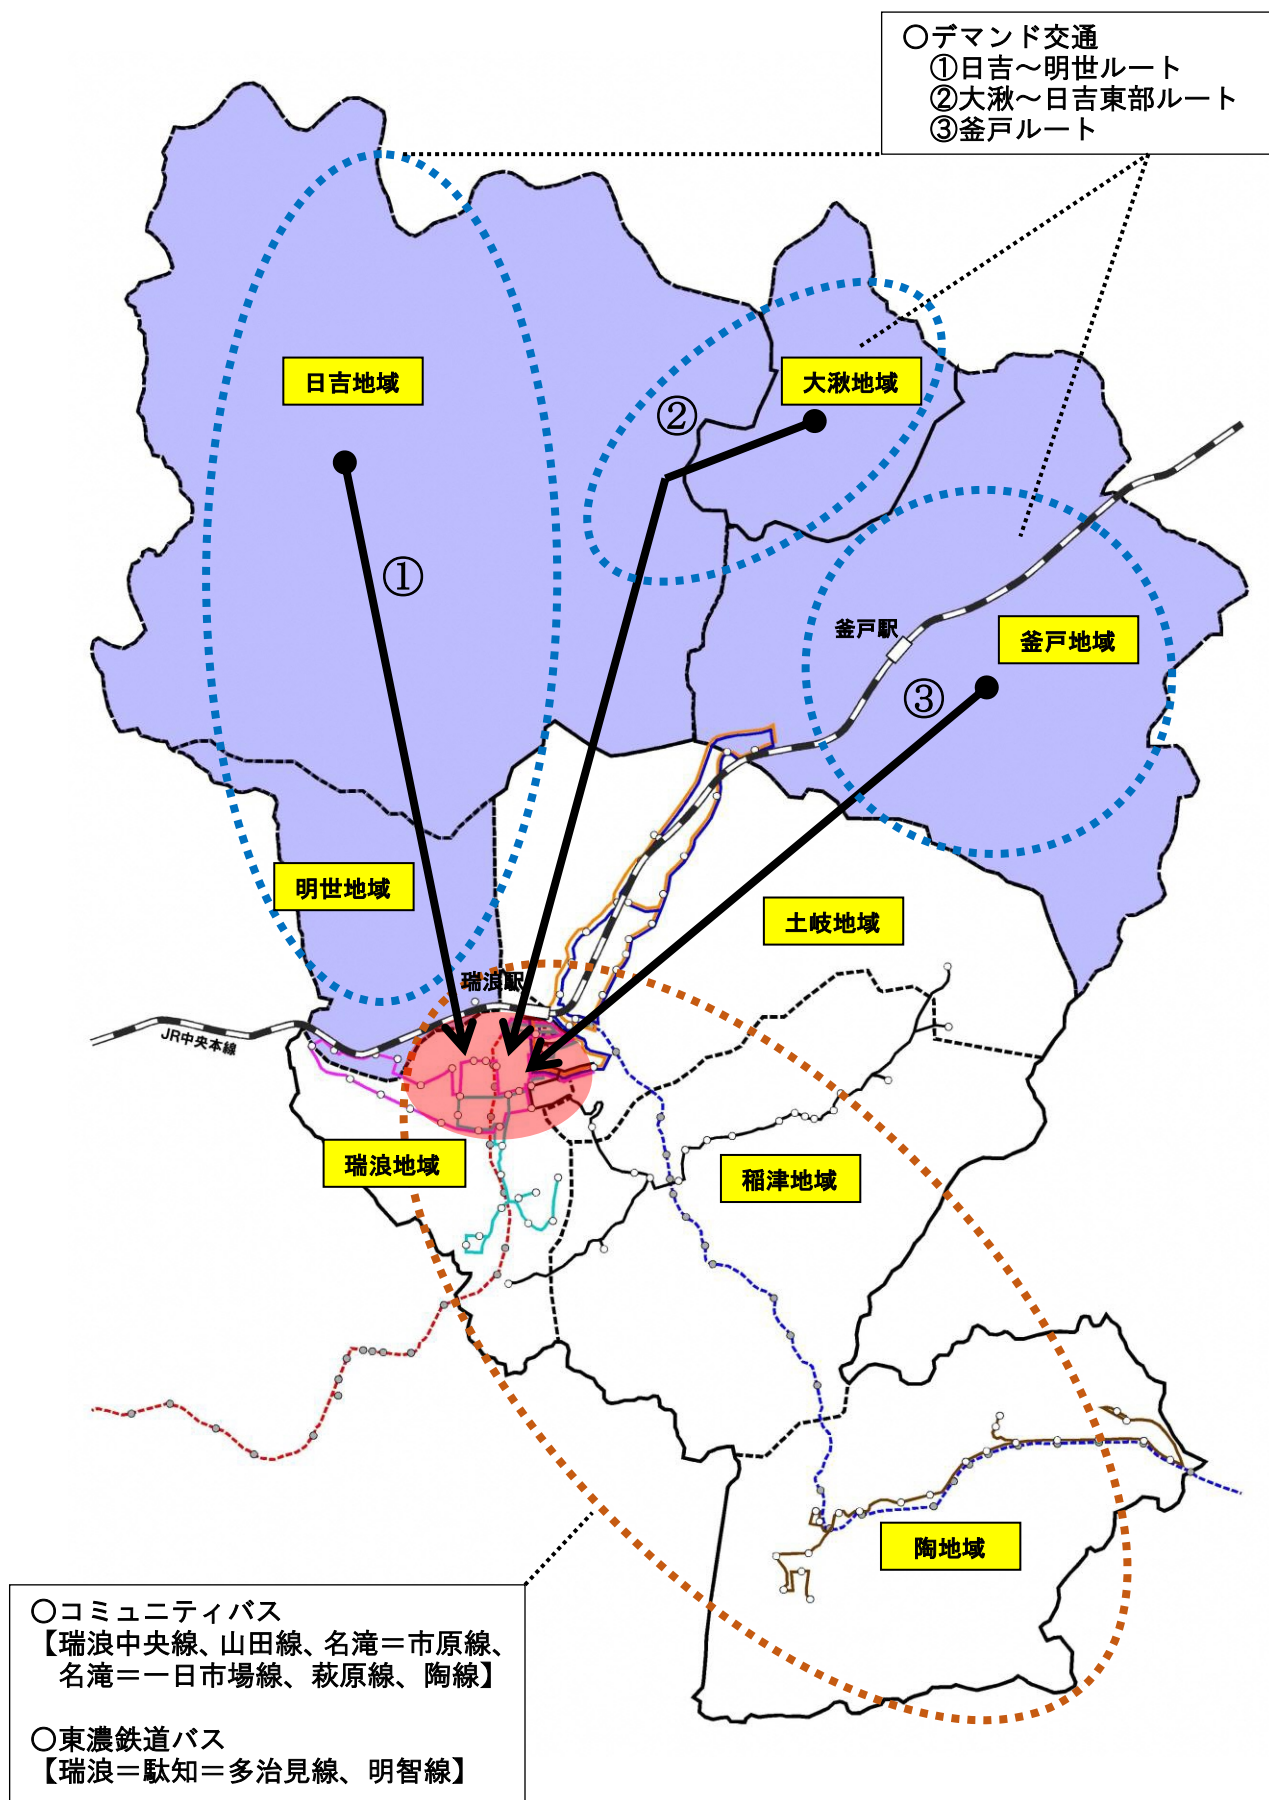 ○デマンド交通
①日吉～明世ルート
②大湫～日吉東部ルート
③釜戸ルート
日吉地域
大湫地域
②
①
釜戸駅
釜戸地域
③
明世地域
土岐地域
瑞浪駅
JR中央本線
瑞浪地域
稲津地域
陶地域
○コミュニティバス
【瑞浪中央線、山田線、名滝＝市原線、
名滝＝一日市場線、萩原線、陶線】
○東濃鉄道バス
【瑞浪＝駄知＝多治見線、明智線】